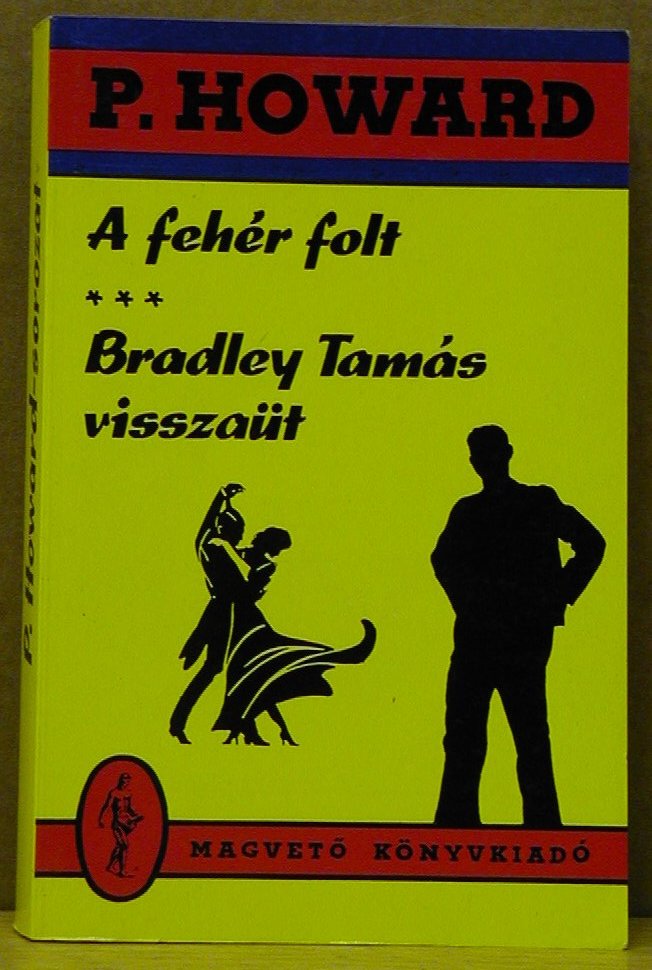 P. HOWARD
A fehér folt
***
Bradley Tamás
visszaüt
MAGVETŐ KÖNYVKIADÓ
P. Howard-sorozat